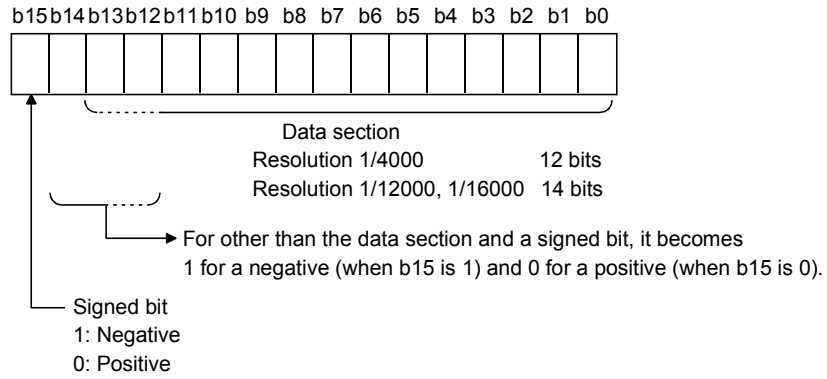 b15 b14 b13 b12 b11 b10 b9 b8 b7 b6 b5 b4 b3 b2 b1 b0
Data section
Resolution 1/4000 12 bits
Resolution 1/12000, 1/16000 14 bits
For other than the data section and a signed bit, it becomes
1 for a negative (when b15 is 1) and 0 for a positive (when b15 is 0).
Signed bit
1: Negative
0: Positive